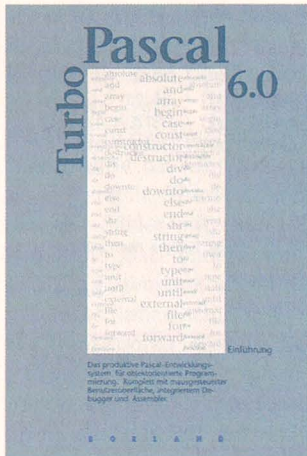 Turbo
Pascal
6.0
absolute
and
array
begin
case
const
constructor
destructor
div
do
downto
else
end
shr
string
then
to
type
unit
until
external
file
for
forward
Einführung
Das produktive Pascal-Entwicklungs-
system für objektorientierte Program-
mierung. Komplett mit mausgesteuerter
Benutzeroberfläche, integriertem De-
bugger und Assembler.
BORLAND